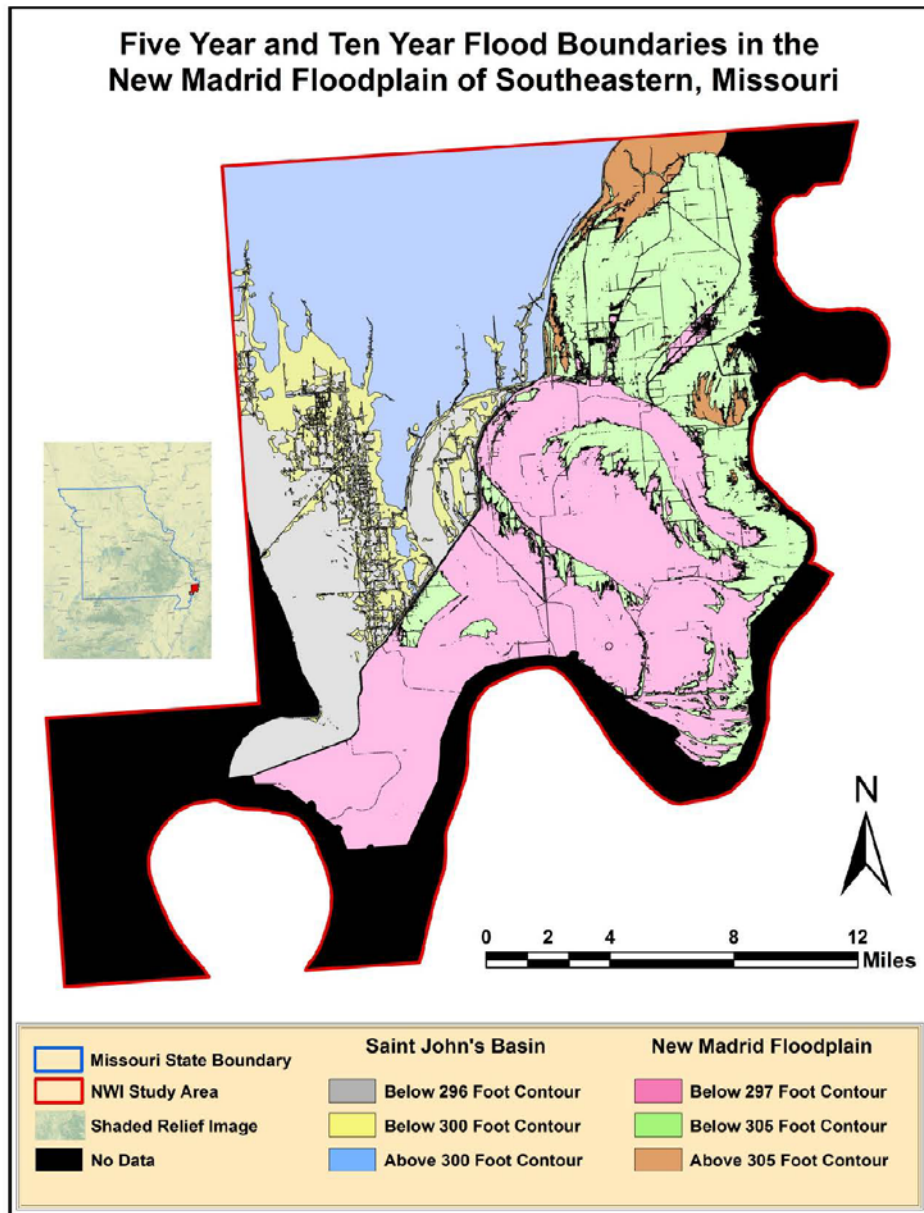 Five Year and Ten Year Flood Boundaries in the
New Madrid Floodplain of Southeastern, Missouri
N
0 2 4 8 12
Miles
Missouri State Boundary
NWI Study Area
Shaded Relief Image
No Data
Saint John's Basin
Below 296 Foot Contour
Below 300 Foot Contour
Above 300 Foot Contour
New Madrid Floodplain
Below 297 Foot Contour
Below 305 Foot Contour
Above 305 Foot Contour